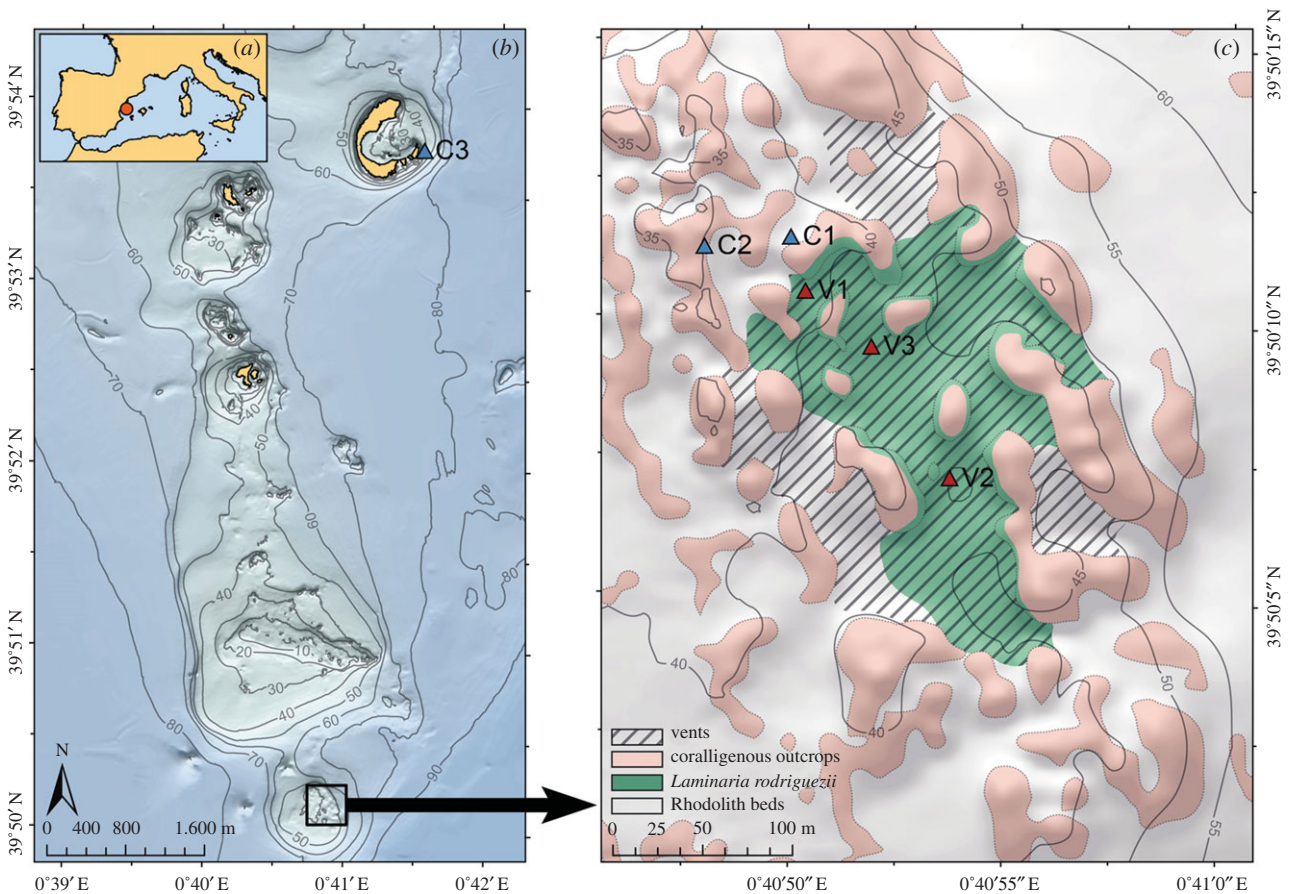 (a)
(b)
(c)
39°54′ N
39°53′ N
39°52′ N
39°51′ N
39°50′ N
C3
50
40
30
40
60
60
30
50
70
80
70
40
50
60
80
40
20
10
30
40
50
60
80
70
90
50
N
0 400 800 1.600 m
0°39′ E 0°40′ E 0°41′ E 0°42′ E
39°50′15″ N
39°50′10″ N
39°50′5″ N
60
45
35
35
50
35
40
C2
C1
V1
V3
V2
45
40
50
40
55
vents
coralligenous outcrops
Laminaria rodriguezii
Rhodolith beds
0 25 50 100 m
0°40′50″ E 0°40′55″ E 0°41′0″ E